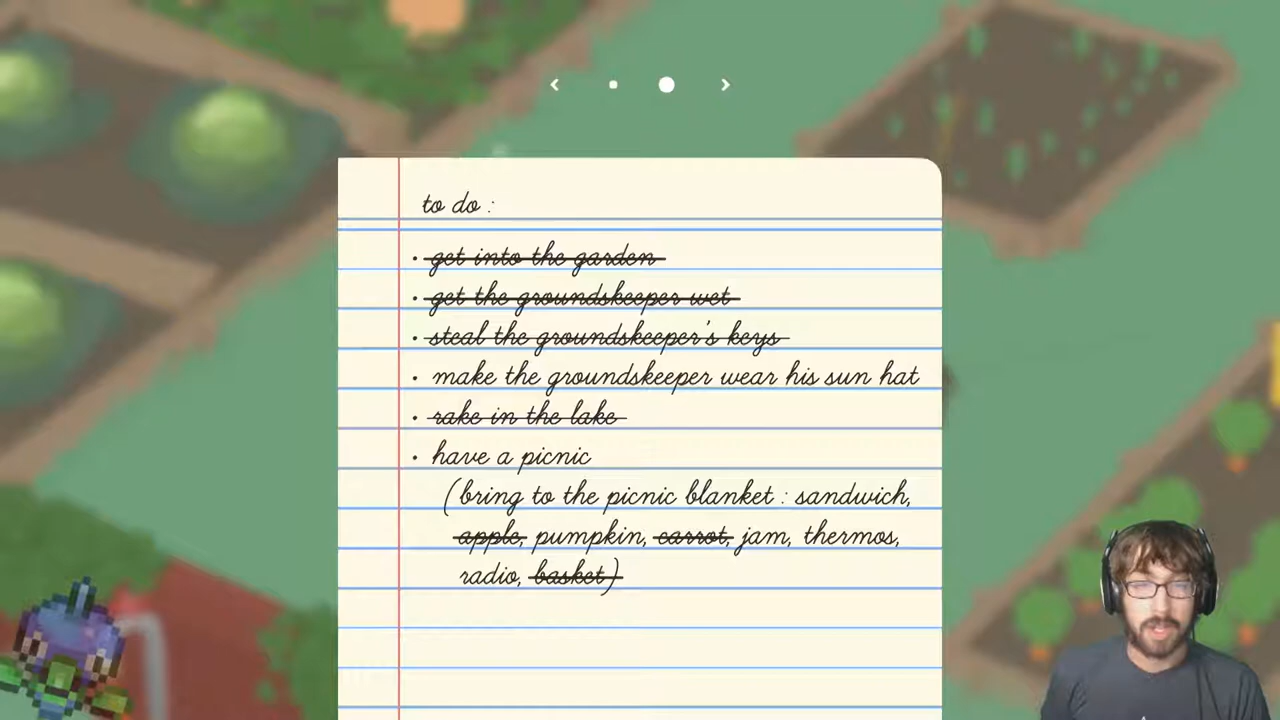 to do :
• get into the garden
• get the groundskeeper wet
• steal the groundskeeper's keys
• make the groundskeeper wear his sun hat
• rake in the lake
• have a picnic
(bring to the picnic blanket : sandwich,
apple, pumpkin, carrot, jam, thermos,
radio, basket)